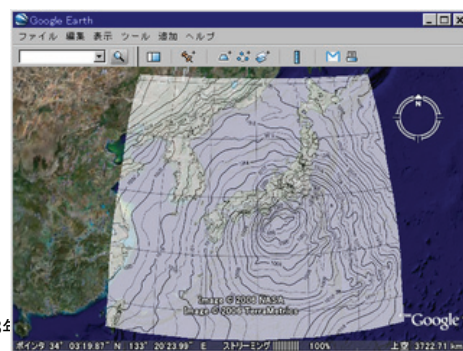 Google Earth
ファイル 編集 表示 ツール 追加 ヘルプ
N
Image © 2006 NASA
Image © 2006 TerraMetrics
Google
ポインタ 34° 03'19.87" N 133° 20'23.99" E ストリーミング 100% 上空 3722.71 km